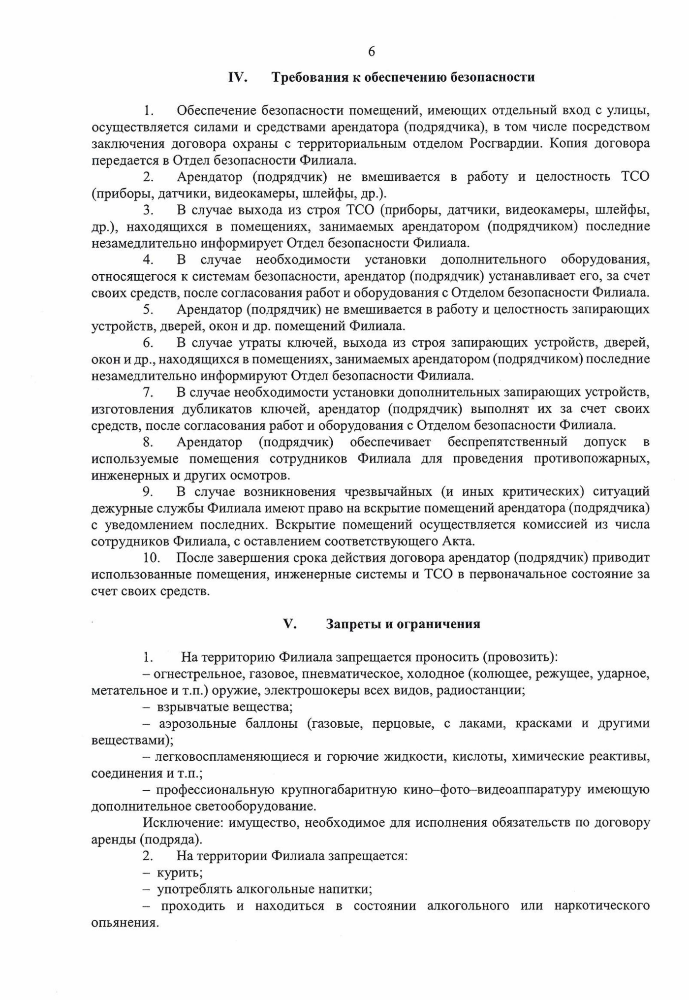 6
IV. Требования к обеспечению безопасности
1. Обеспечение безопасности помещений, имеющих отдельный вход с улицы,
осуществляется силами и средствами арендатора (подрядчика), в том числе посредством
заключения договора охраны с территориальным отделом Росгвардии. Копия договора
передается в Отдел безопасности Филиала.
2. Арендатор (подрядчик) не вмешивается в работу и целостность ТСО
(приборы, датчики, видеокамеры, шлейфы, др.).
3. В случае выхода из строя ТСО (приборы, датчики, видеокамеры, шлейфы,
др.), находящихся в помещениях, занимаемых арендатором (подрядчиком) последние
незамедлительно информирует Отдел безопасности Филиала.
4. В случае необходимости установки дополнительного оборудования,
относящегося к системам безопасности, арендатор (подрядчик) устанавливает его, за счет
своих средств, после согласования работ и оборудования с Отделом безопасности Филиала.
5. Арендатор (подрядчик) не вмешивается в работу и целостность запирающих
устройств, дверей, окон и др. помещений Филиала.
6. В случае утраты ключей, выхода из строя запирающих устройств, дверей,
окон и др., находящихся в помещениях, занимаемых арендатором (подрядчиком) последние
незамедлительно информируют Отдел безопасности Филиала.
7. В случае необходимости установки дополнительных запирающих устройств,
изготовления дубликатов ключей, арендатор (подрядчик) выполнят их за счет своих
средств, после согласования работ и оборудования с Отделом безопасности Филиала.
8. Арендатор (подрядчик) обеспечивает беспрепятственный допуск в
используемые помещения сотрудников Филиала для проведения противопожарных,
инженерных и других осмотров.
9. В случае возникновения чрезвычайных (и иных критических) ситуаций
дежурные службы Филиала имеют право на вскрытие помещений арендатора (подрядчика)
с уведомлением последних. Вскрытие помещений осуществляется комиссией из числа
сотрудников Филиала, с оставлением соответствующего Акта.
10. После завершения срока действия договора арендатор (подрядчик) приводит
использованные помещения, инженерные системы и ТСО в первоначальное состояние за
счет своих средств.
V. Запреты и ограничения
1. На территорию Филиала запрещается проносить (провозить):
– огнестрельное, газовое, пневматическое, холодное (колющее, режущее, ударное,
метательное и т.п.) оружие, электрошокеры всех видов, радиостанции;
– взрывчатые вещества;
– аэрозольные баллоны (газовые, перцовые, с лаками, красками и другими
веществами);
– легковоспламеняющиеся и горючие жидкости, кислоты, химические реактивы,
соединения и т.п.;
– профессиональную крупногабаритную кино–фото–видеоаппаратуру имеющую
дополнительное светооборудование.
Исключение: имущество, необходимое для исполнения обязательств по договору
аренды (подряда).
2. На территории Филиала запрещается:
– курить;
– употреблять алкогольные напитки;
– проходить и находиться в состоянии алкогольного или наркотического
опьянения.